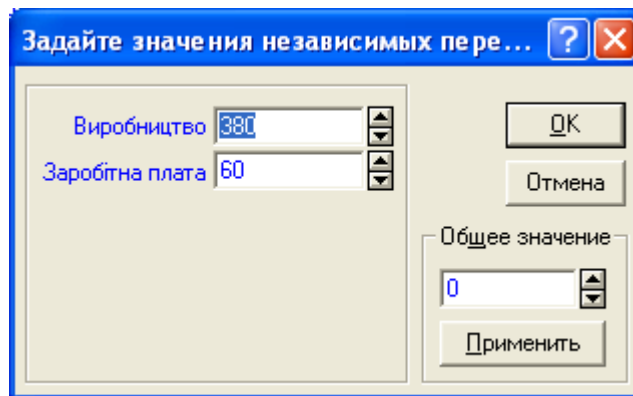 Задайте значения независимых пере...
Виробництво 380
Заробітна плата 60
OK
Отмена
Общее значение
0
Применить